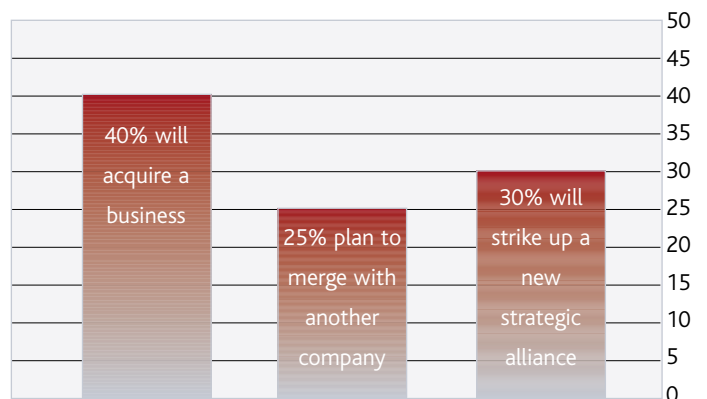 50
45
40
35
30
25
20
15
10
5
0
40% will
acquire a
business
25% plan to
merge with
another
company
30% will
strike up a
new
strategic
alliance